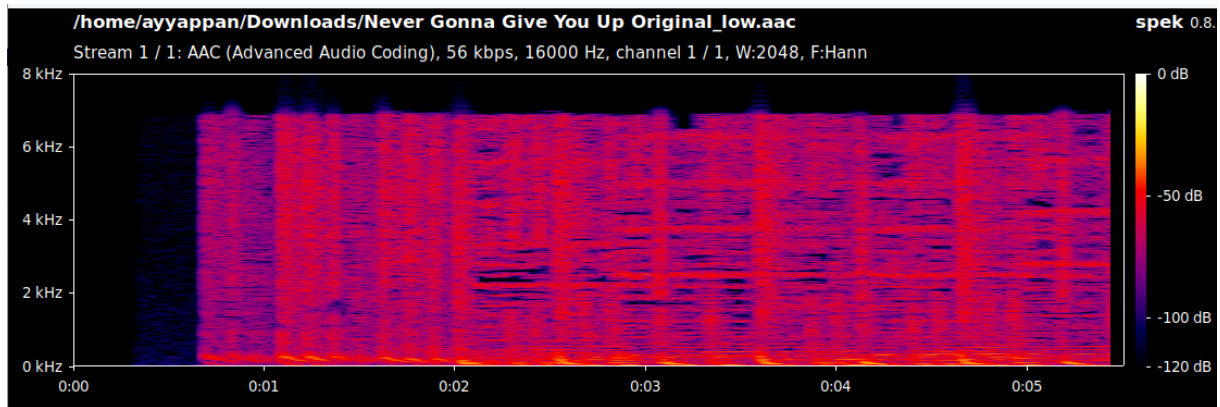 /home/ayyappan/Downloads/Never Gonna Give You Up Original_low.aac spek 0.8.
Stream 1 / 1: AAC (Advanced Audio Coding), 56 kbps, 16000 Hz, channel 1 / 1, W:2048, F:Hann
8 kHz 0 dB
6 kHz
-50 dB
4 kHz
2 kHz
-100 dB
0 kHz -120 dB
0:00 0:01 0:02 0:03 0:04 0:05